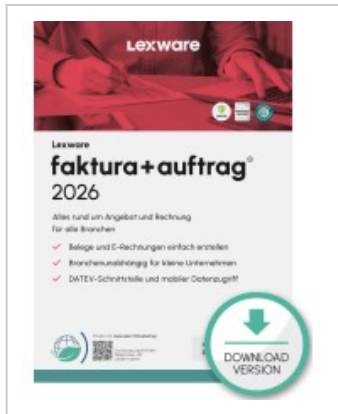 Lexware
Lexware
faktura+auftrag®
2026
Alles rund um Angebot und Rechnung
für alle Branchen
Belege und E-Rechnungen einfach erstellen
Branchenunabhängig für kleine Unternehmen
DATEV-Schnittstelle und mobiler Datenzugriff
DOWNLOAD
VERSION